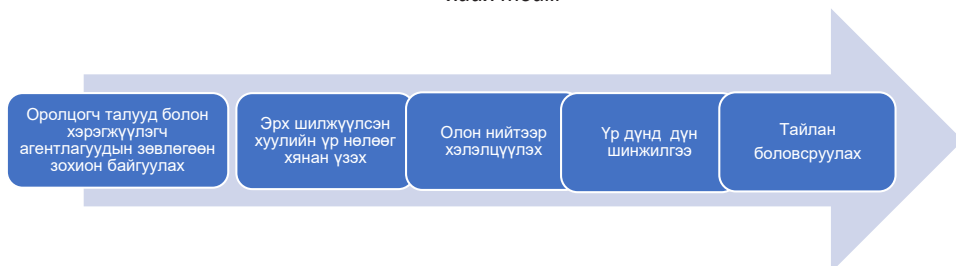 Оролцогч талууд болон
хэрэгжүүлэгч
агентлагуудын зөвлөгөөн
зохион байгуулах
Эрх шилжүүлсэн
хуулийн үр нөлөөг
хянан үзэх
Олон нийтээр
хэлэлцүүлэх
Үр дүнд дүн
шинжилгээ
Тайлан
боловсруулах